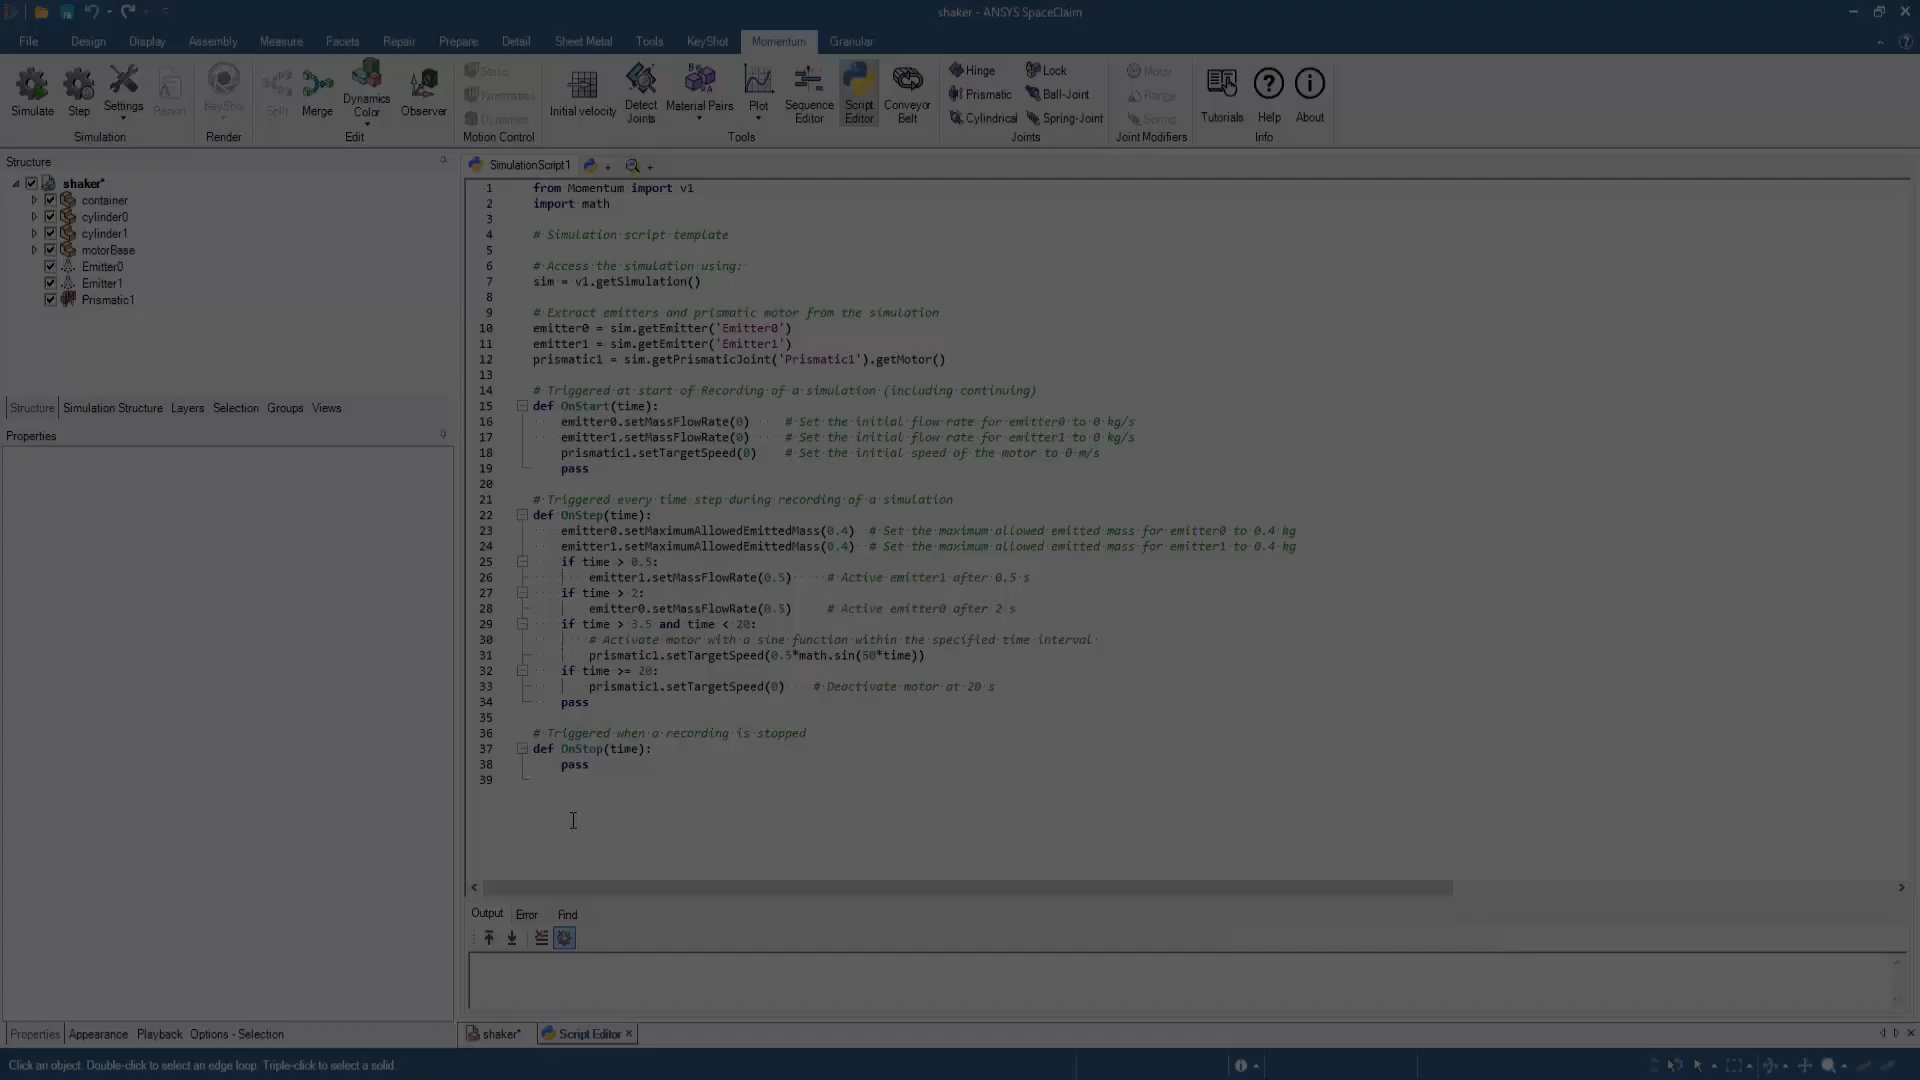 shaker - ANSYS SpaceClaim
File Design Display Assembly Measure Facets Repair Prepare Detail Sheet Metal Tools KeyShot Momentum Granular
Simulate Step Settings Report
Simulation
KeyShot
Render
Split Merge Dynamics Color Observer
Edit
Static
Kinematics
Dynamics
Motion Control
Initial velocity Detect Joints Material Pairs Plot Sequence Editor Script Editor Conveyor Belt
Tools
Hinge Lock
Prismatic Ball-Joint
Cylindrical Spring-Joint
Joints
Motor
Range
Spring
Joint Modifiers
Tutorials Help About
Info
Structure
shaker*
container
cylinder0
cylinder1
motorBase
Emitter0
Emitter1
Prismatic1
Structure Simulation Structure Layers Selection Groups Views
Properties
Properties Appearance Playback Options - Selection
SimulationScript1
1 from Momentum import v1
2 import math
3
4 # Simulation script template
5
6 # Access the simulation using:
7 sim = v1.getSimulation()
8
9 # Extract emitters and prismatic motor from the simulation
10 emitter0 = sim.getEmitter('Emitter0')
11 emitter1 = sim.getEmitter('Emitter1')
12 prismatic1 = sim.getPrismaticJoint('Prismatic1').getMotor()
13
14 # Triggered at start of Recording of a simulation (including continuing)
15 def OnStart(time):
16 emitter0.setMassFlowRate(0) # Set the initial flow rate for emitter0 to 0 kg/s
17 emitter1.setMassFlowRate(0) # Set the initial flow rate for emitter1 to 0 kg/s
18 prismatic1.setTargetSpeed(0) # Set the initial speed of the motor to 0 m/s
19 pass
20
21 # Triggered every time step during recording of a simulation
22 def OnStep(time):
23 emitter0.setMaximumAllowedEmittedMass(0.4) # Set the maximum allowed emitted mass for emitter0 to 0.4 kg
24 emitter1.setMaximumAllowedEmittedMass(0.4) # Set the maximum allowed emitted mass for emitter1 to 0.4 kg
25 if time > 0.5:
26 emitter1.setMassFlowRate(0.5) # Active emitter1 after 0.5 s
27 if time > 2:
28 emitter0.setMassFlowRate(0.5) # Active emitter0 after 2 s
29 if time > 3.5 and time < 20:
30 # Activate motor with a sine function within the specified time interval
31 prismatic1.setTargetSpeed(0.5*math.sin(50*time))
32 if time >= 20:
33 prismatic1.setTargetSpeed(0) # Deactivate motor at 20 s
34 pass
35
36 # Triggered when a recording is stopped
37 def OnStop(time):
38 pass
39
Output Error Find
shaker* Script Editor
Click an object. Double-click to select an edge loop. Triple-click to select a solid.